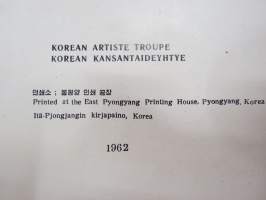 KOREAN ARTISTE TROUPE
KOREAN KANSANTAIDEYHTYE
인쇄소 ; 동평양 인쇄 공장
Printed at the East Pyongyang Printing House, Pyongyang, Korea
Itä-Pjongjangin kirjapaino, Korea
1962